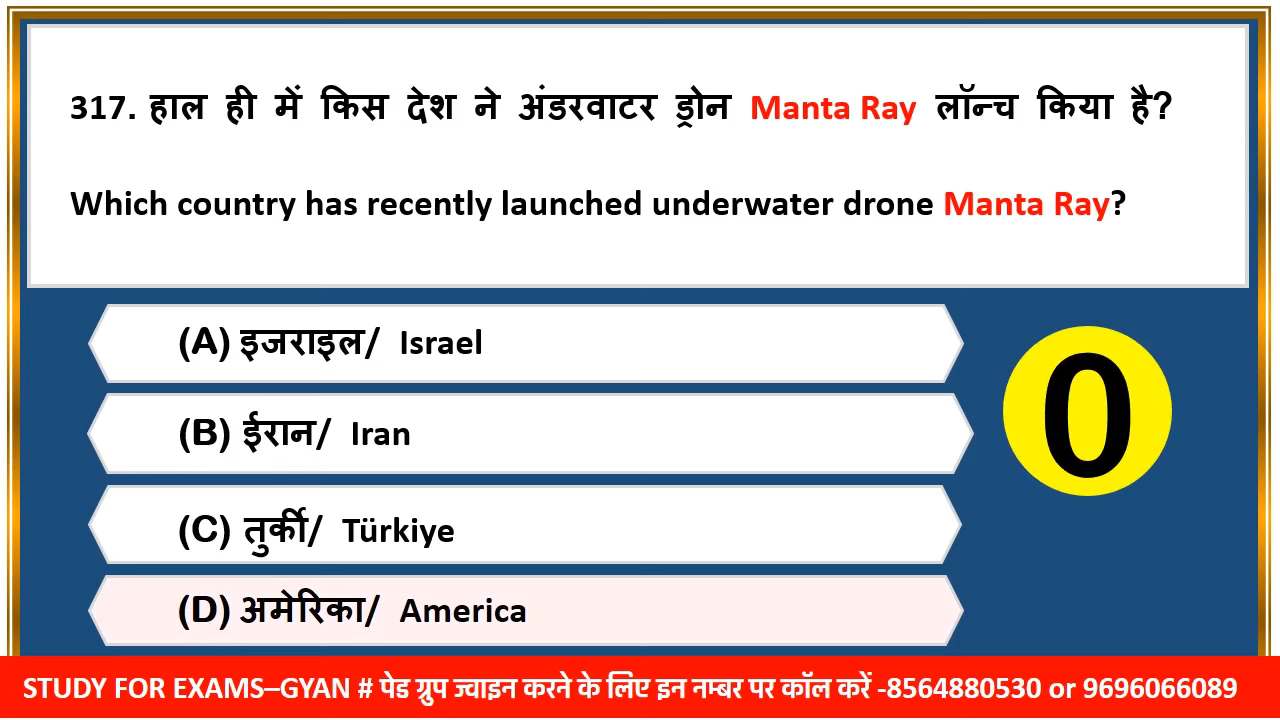 317. हाल ही में किस देश ने अंडरवाटर ड्रोन Manta Ray लॉन्च किया है?
Which country has recently launched underwater drone Manta Ray?
(A) इजराइल/ Israel
0
(B) ईरान/ Iran
(C) तुर्की/ Türkiye
(D) अमेरिका/ America
STUDY FOR EXAMS–GYAN # पेड ग्रुप ज्वाइन करने के लिए इन नम्बर पर कॉल करें -8564880530 or 9696066089